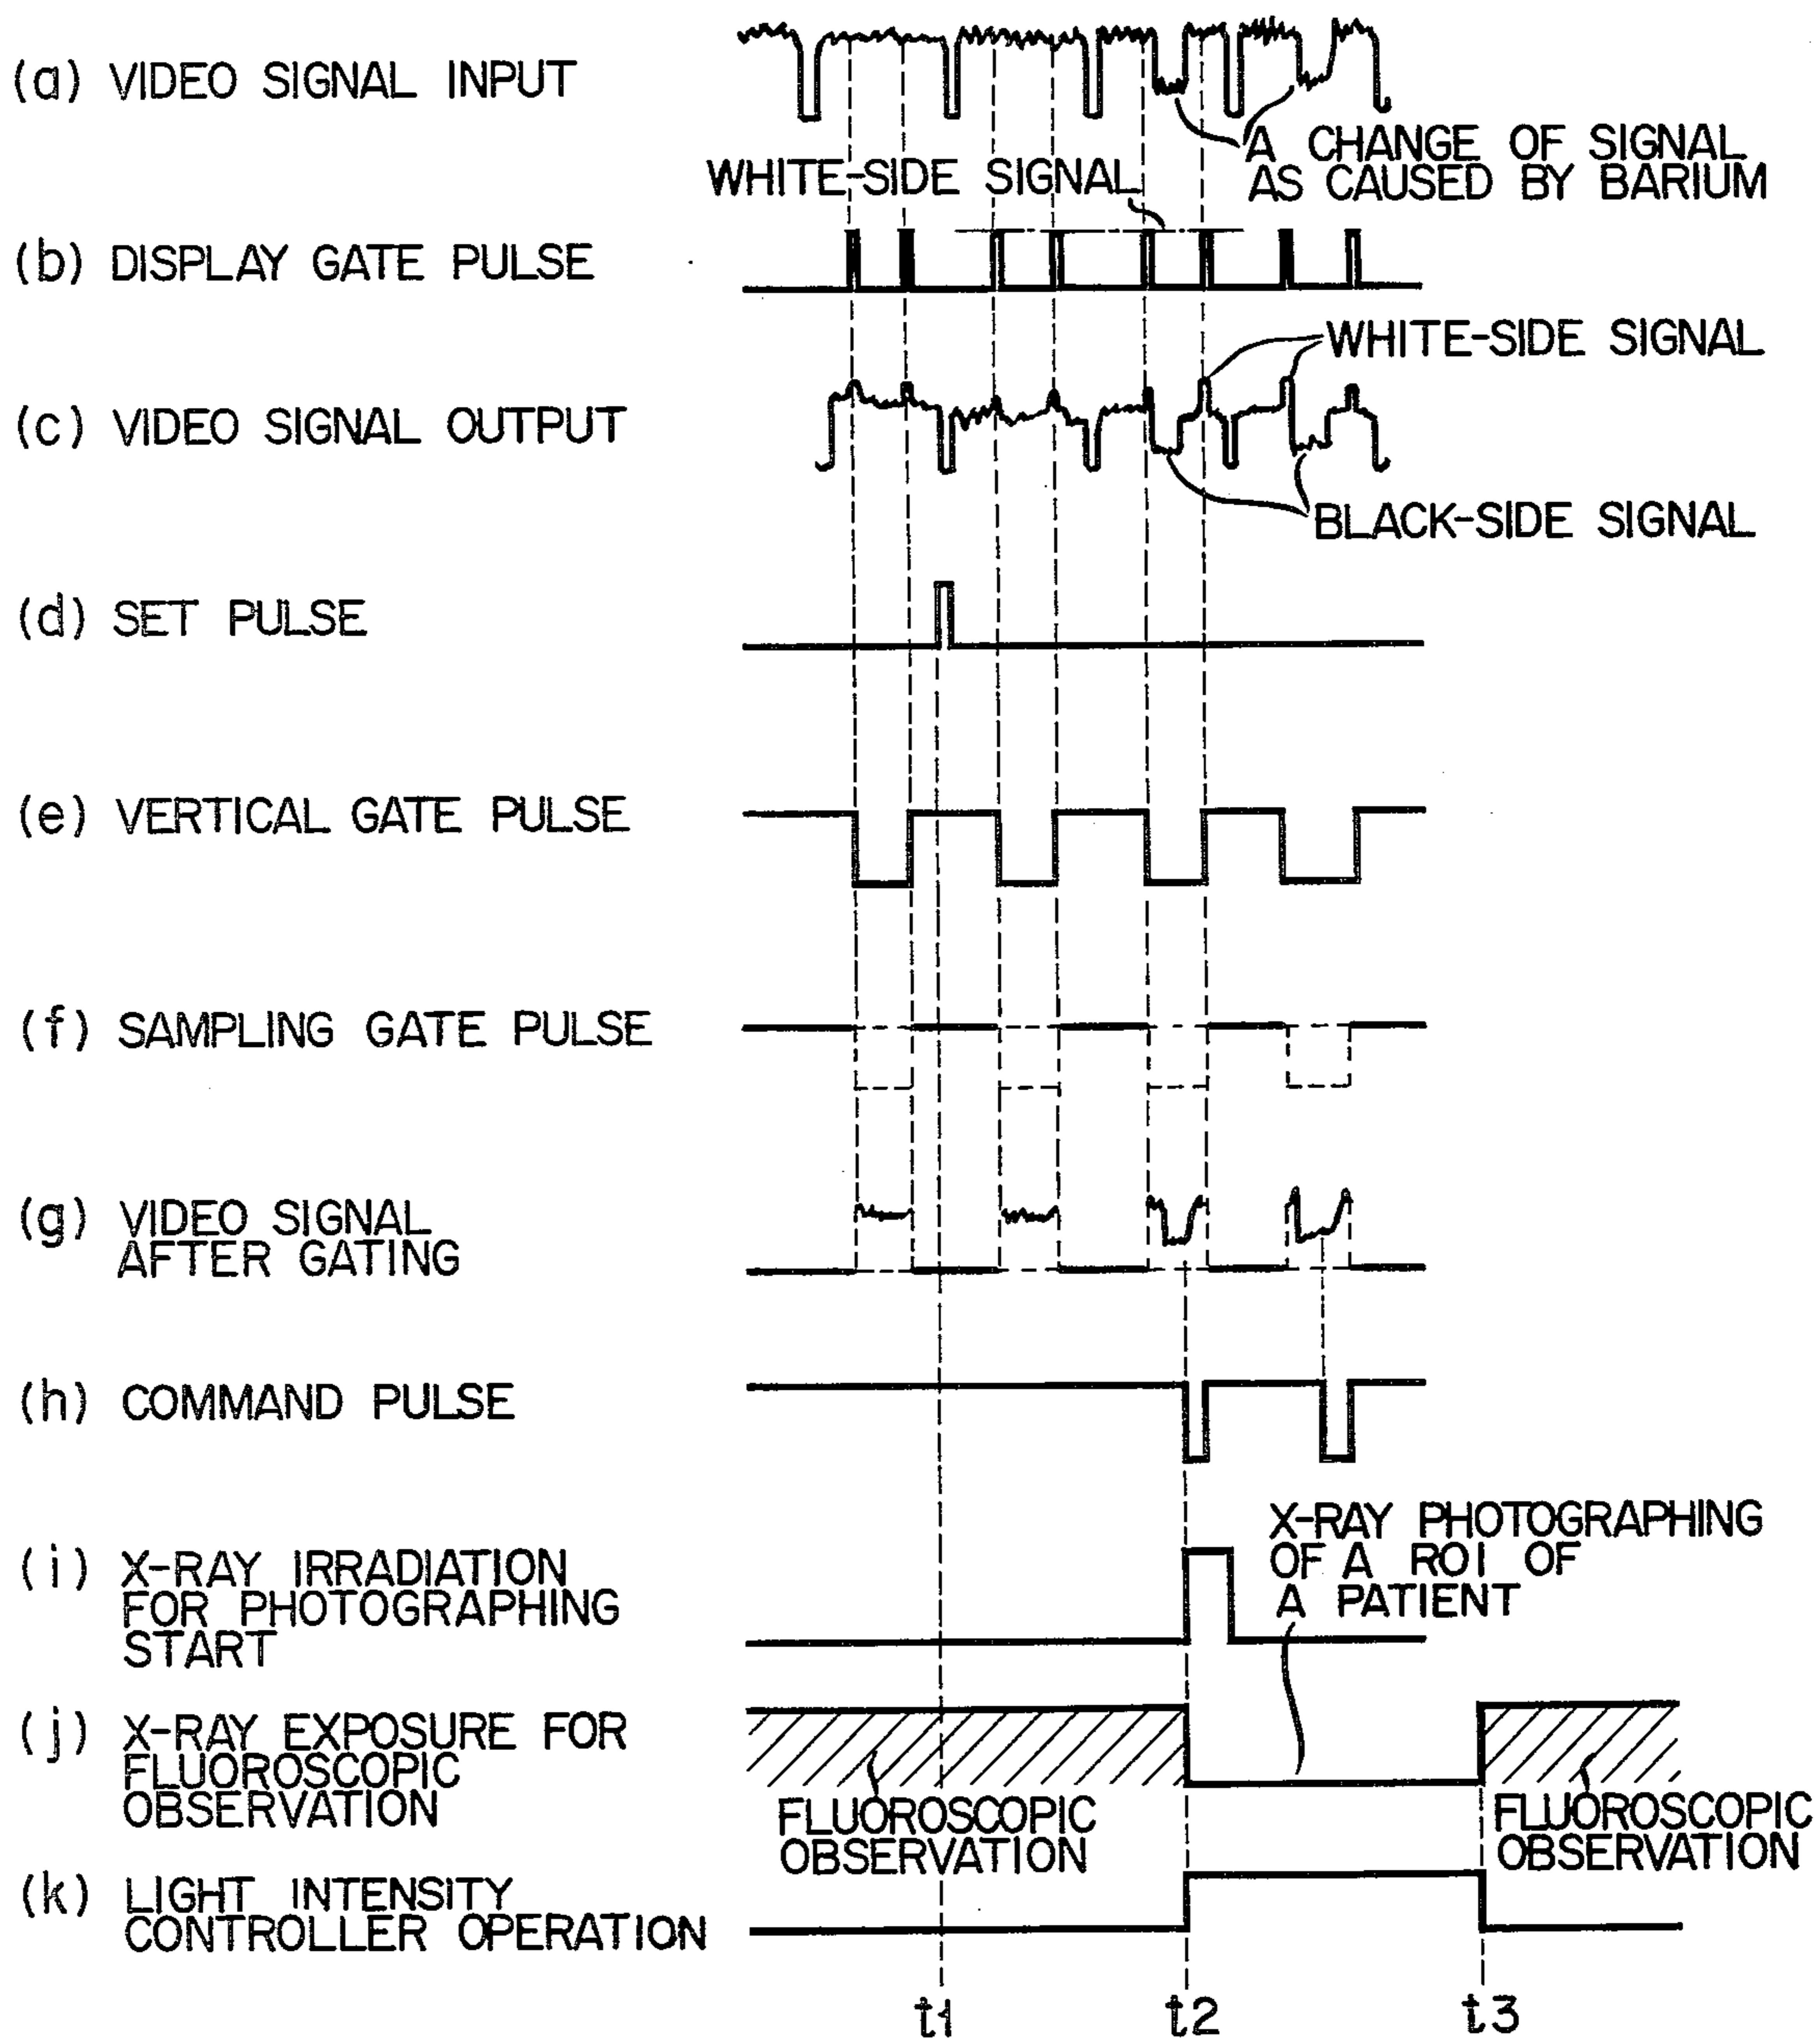 (a) VIDEO SIGNAL INPUT
A CHANGE OF SIGNAL
AS CAUSED BY BARIUM
WHITE-SIDE SIGNAL
(b) DISPLAY GATE PULSE
WHITE-SIDE SIGNAL
(c) VIDEO SIGNAL OUTPUT
BLACK-SIDE SIGNAL
(d) SET PULSE
(e) VERTICAL GATE PULSE
(f) SAMPLING GATE PULSE
(g) VIDEO SIGNAL
AFTER GATING
(h) COMMAND PULSE
X-RAY PHOTOGRAPHING
OF A ROI OF
A PATIENT
(i) X-RAY IRRADIATION
FOR PHOTOGRAPHING
START
(j) X-RAY EXPOSURE FOR
FLUOROSCOPIC
OBSERVATION
FLUOROSCOPIC
OBSERVATION
FLUOROSCOPIC
OBSERVATION
(k) LIGHT INTENSITY
CONTROLLER OPERATION
t1 t2 t3